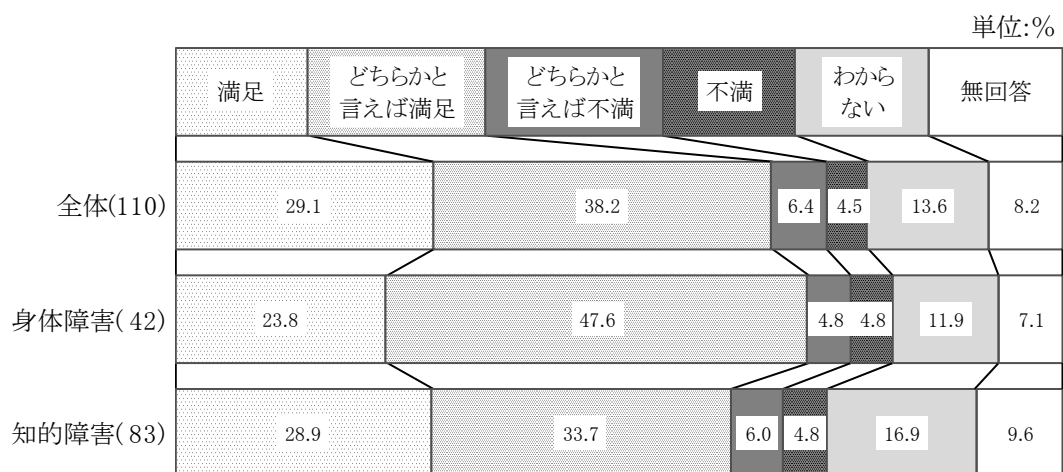 単位:%
満足
どちらかと
言えば満足
どちらかと
言えば不満
不満
わから
ない
無回答
全体(110)
29.1
38.2
6.4
4.5
13.6
8.2
身体障害( 42)
23.8
47.6
4.8
4.8
11.9
7.1
知的障害( 83)
28.9
33.7
6.0
4.8
16.9
9.6